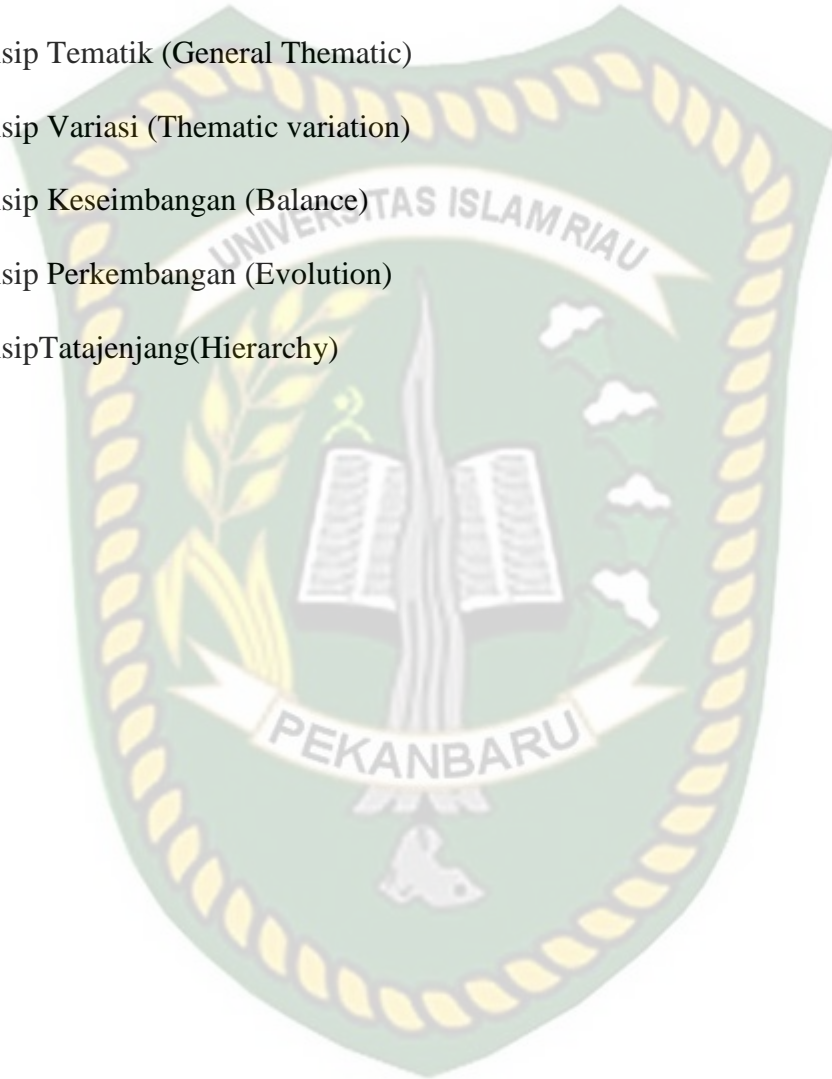 sip Tematik (General Thematic)
sip Variasi (Thematic variation)
sip Keseimbangan (Balance)
sip Perkembangan (Evolution)
sipTatajenjang(Hierarchy)
UNIVERSITAS ISLAM RIAU
PEKANBARU